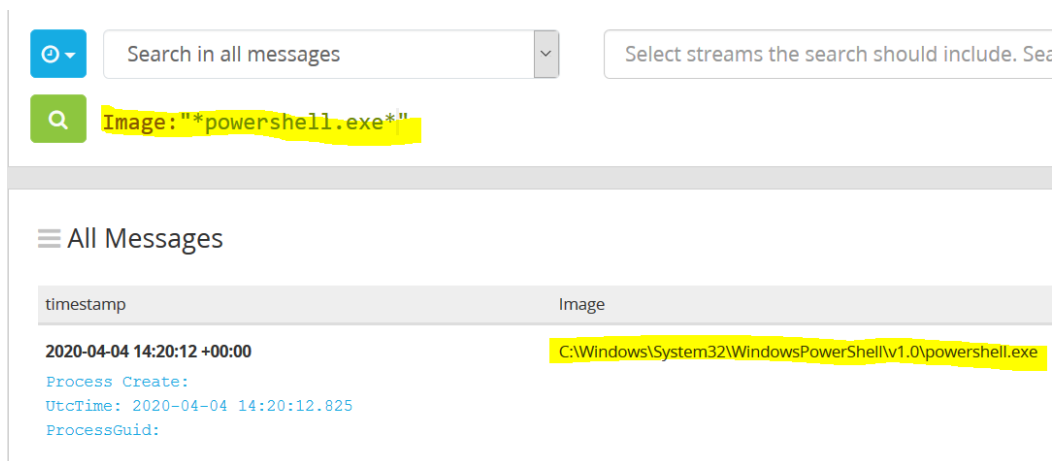 Search in all messages
Select streams the search should include. Sea
Image:"*powershell.exe*"
All Messages
timestamp
Image
2020-04-04 14:20:12 +00:00
C:\Windows\System32\WindowsPowerShell\v1.0\powershell.exe
Process Create:
UtcTime: 2020-04-04 14:20:12.825
ProcessGuid: